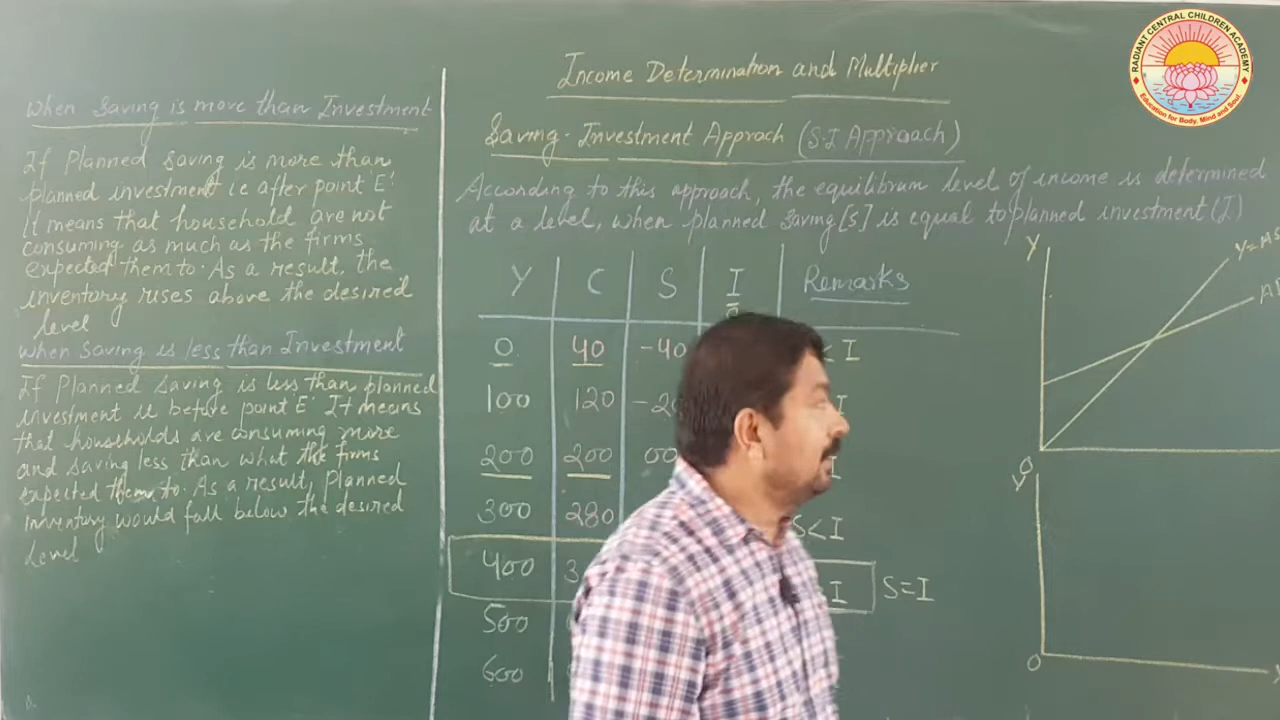 Income Determination and Multiplier
Saving-Investment Approch (S.I Approach)
According to this approach, the equilibrum level of income is determined
at a level, when planned saving [S] is equal to planned investment (I)
When Saving is more than Investment
If Planned saving is more than
planned investment ie after point E'.
It means that household are not
consuming as much as the firms
expected them to. As a result, the
inventory rises above the desired
level
When Saving is less than Investment
If Planned saving is less than planned
investment ie before point E' It means
that households are consuming more
and saving less than what the firms
expected them to. As a result, Planned
inventory would fall below the desired
level
Y C S I Remarks
0 40 -40 < I
100 120 I
200 200 I
300 280 S<I
400 3 I S=I
500
600
Y
Y=AS
O
Y
O
RADIANT CENTRAL CHILDREN ACADEMY
Education for Body, Mind and Soul